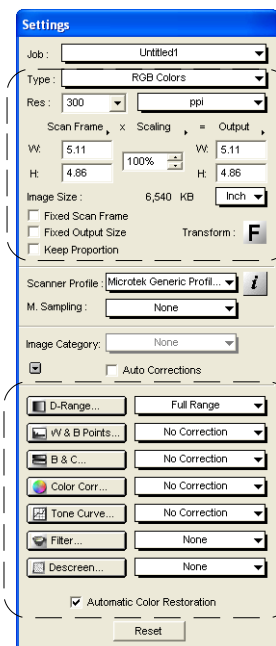 Settings
Job : Untitled1
Type : RGB Colors
Res : 300 ppi
Scan Frame x Scaling = Output
W: 5.11 100% W: 5.11
H: 4.86 H: 4.86
Image Size : 6,540 KB Inch
Fixed Scan Frame
Fixed Output Size Transform : F
Keep Proportion
Scanner Profile : Microtek Generic Profil... i
M. Sampling : None
Image Category: None
Auto Corrections
D-Range... Full Range
W & B Points... No Correction
B & C... No Correction
Color Corr... No Correction
Tone Curve... No Correction
Filter... None
Descreen... None
Automatic Color Restoration
Reset